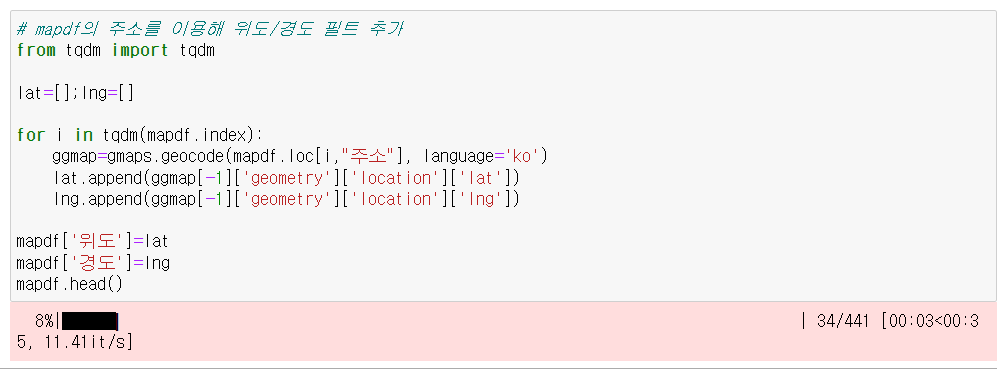 # mapdf의 주소를 이용해 위도/경도 필트 추가
from tqdm import tqdm
lat=[];lng=[]
for i in tqdm(mapdf.index):
    ggmap=gmaps.geocode(mapdf.loc[i,"주소"], language='ko')
    lat.append(ggmap[-1]['geometry']['location']['lat'])
    lng.append(ggmap[-1]['geometry']['location']['lng'])
mapdf['위도']=lat
mapdf['경도']=lng
mapdf.head()
8%| | 34/441 [00:03<00:3
5, 11.41it/s]